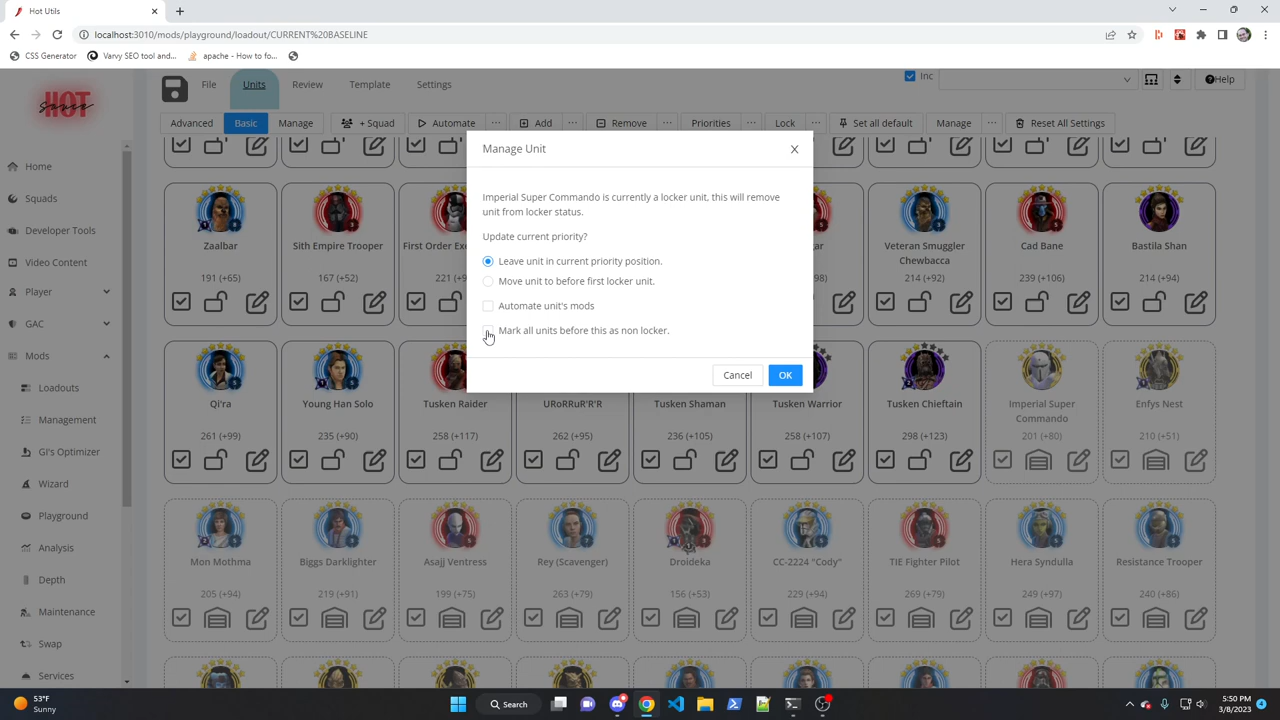 Hot Utils
localhost:3010/mods/playground/loadout/CURRENT%20BASELINE
CSS Generator
Varvy SEO tool and...
apache - How to fo...
HOT
sauce
File
Units
Review
Template
Settings
Inc
Help
Advanced
Basic
Manage
+ Squad
Automate
Add
Remove
Priorities
Lock
Set all default
Manage
Reset All Settings
Home
Squads
Developer Tools
Video Content
Player
GAC
Mods
Loadouts
Management
GI's Optimizer
Wizard
Playground
Analysis
Depth
Maintenance
Swap
Services
Manage Unit
Imperial Super Commando is currently a locker unit, this will remove
unit from locker status.
Update current priority?
Leave unit in current priority position.
Move unit to before first locker unit.
Automate unit's mods
Mark all units before this as non locker.
Cancel
OK
Zaalbar
191 (+65)
Sith Empire Trooper
167 (+52)
First Order Ex
221 (+9
gar
+98)
Veteran Smuggler
Chewbacca
214 (+92)
Cad Bane
239 (+106)
Bastila Shan
214 (+94)
Qi'ra
261 (+99)
Young Han Solo
235 (+90)
Tusken Raider
258 (+117)
URoRRuR'R'R
262 (+95)
Tusken Shaman
236 (+105)
Tusken Warrior
258 (+107)
Tusken Chieftain
298 (+123)
Imperial Super
Commando
201 (+80)
Enfys Nest
210 (+51)
Mon Mothma
205 (+94)
Biggs Darklighter
219 (+91)
Asajj Ventress
199 (+75)
Rey (Scavenger)
263 (+79)
Droideka
156 (+53)
CC-2224 "Cody"
229 (+94)
TIE Fighter Pilot
269 (+79)
Hera Syndulla
249 (+97)
Resistance Trooper
240 (+86)
53°F
Sunny
Search
5:50 PM
3/8/2023